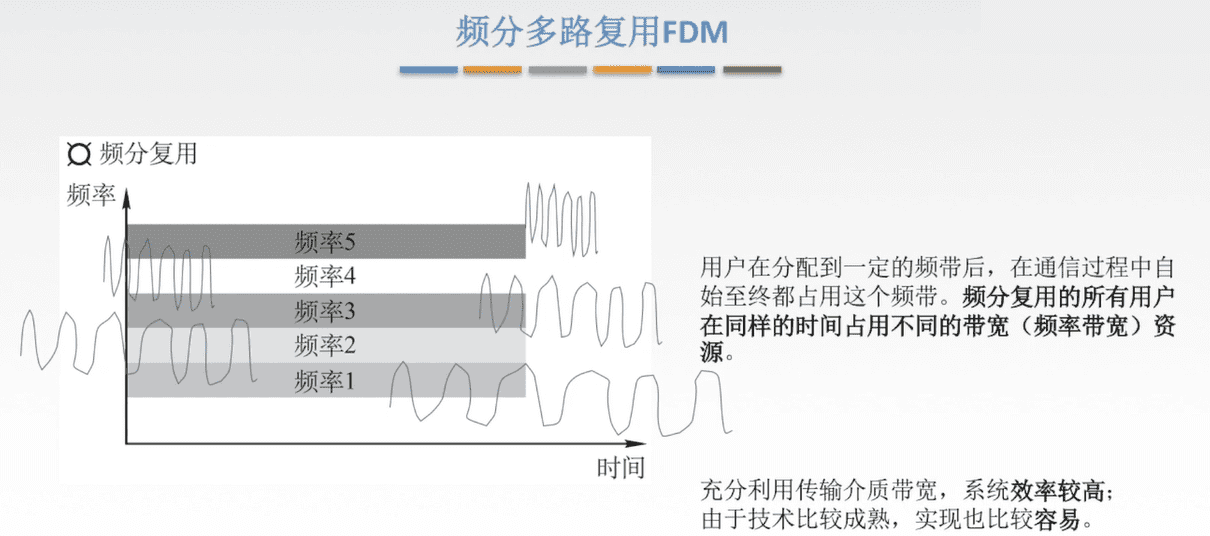 频分多路复用FDM
频分复用
频率
频率5
频率4
频率3
频率2
频率1
时间
用户在分配到一定的频带后，在通信过程中自
始至终都占用这个频带。频分复用的所有用户
在同样的时间占用不同的带宽（频率带宽）资
源。
充分利用传输介质带宽，系统效率较高；
由于技术比较成熟，实现也比较容易。